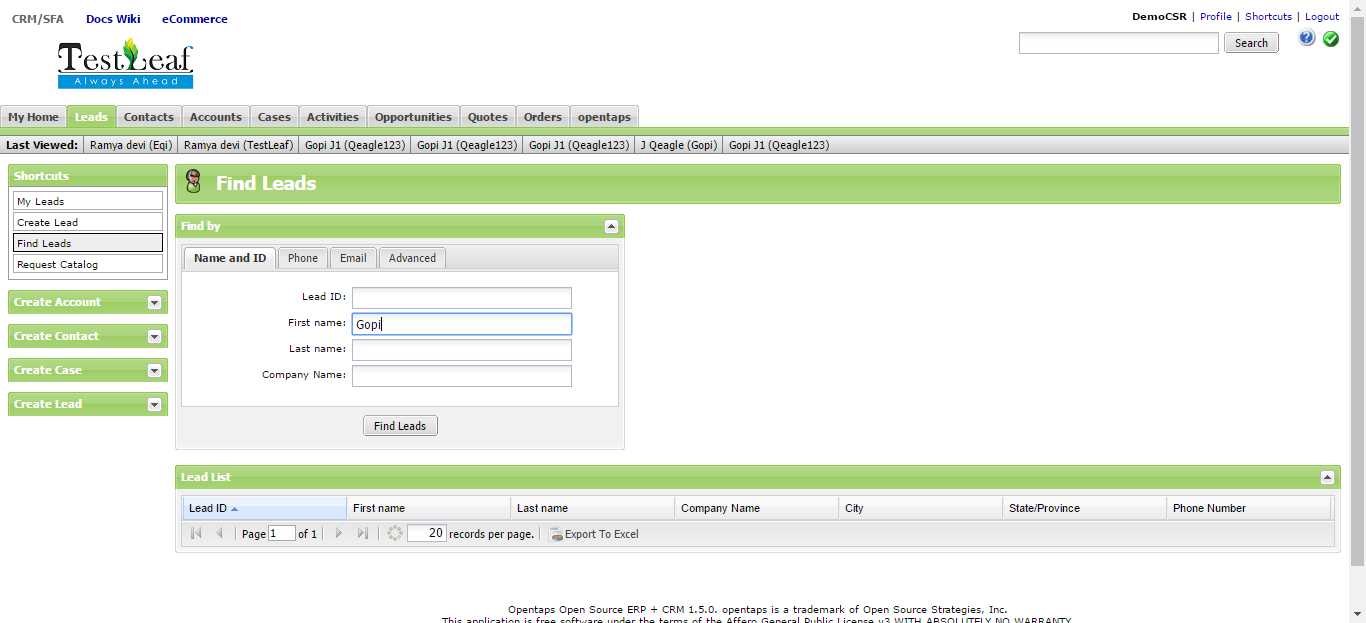 CRM/SFA Docs Wiki eCommerce
DemoCSR | Profile | Shortcuts | Logout
TestLeaf
Always Ahead
Search
My Home Leads Contacts Accounts Cases Activities Opportunities Quotes Orders opentaps
Last Viewed: Ramya devi (Eqi) Ramya devi (TestLeaf) Gopi J1 (Qeagle123) Gopi J1 (Qeagle123) Gopi J1 (Qeagle123) J Qeagle (Gopi) Gopi J1 (Qeagle123)
Shortcuts
My Leads
Create Lead
Find Leads
Request Catalog
Create Account
Create Contact
Create Case
Create Lead
Find Leads
Find by
Name and ID Phone Email Advanced
Lead ID:
First name: Gopi
Last name:
Company Name:
Find Leads
Lead List
Lead ID First name Last name Company Name City State/Province Phone Number
Page 1 of 1 20 records per page. Export To Excel
Opentaps Open Source ERP + CRM 1.5.0. opentaps is a trademark of Open Source Strategies, Inc.
This application is free software under the terms of the Affero General Public License v3 WITH ABSOLUTELY NO WARRANTY